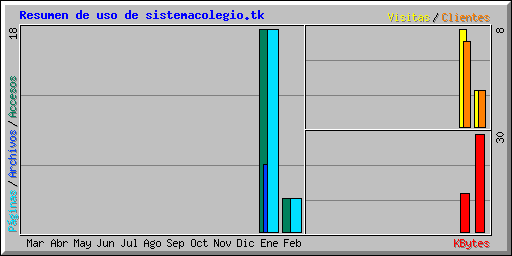 Resumen de uso de sistemacolegio.tk
Visitas/Clientes
18
8
Páginas/Archivos/Accesos
30
Mar Abr May Jun Jul Ago Sep Oct Nov Dic Ene Feb
KBytes